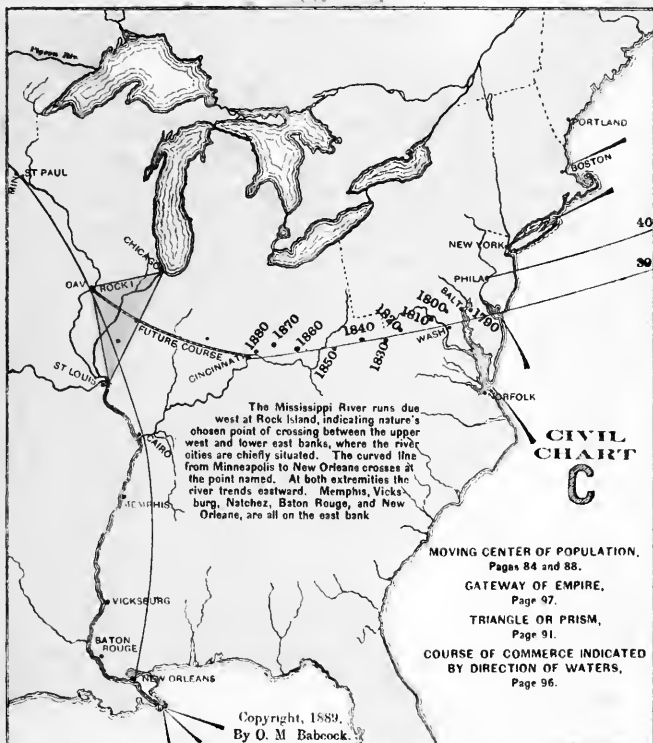 Pigeon Riv.
PORTLAND
BOSTON
ST PAUL
MIN
NEW YORK
40
CHICAGO
PHILA
39
DAV
ROCK I
BALT
1790
1800
1810
1820
WASH
FUTURE COURSE
1880
1870
1860
1840
1850
1830
CINCINNATI
ST LOUIS
NORFOLK
The Mississippi River runs due
west at Rock Island, indicating nature's
chosen point of crossing between the upper
west and lower east banks, where the river
cities are chiefly situated. The curved line
from Minneapolis to New Orleans crosses at
the point named. At both extremities the
river trends eastward. Memphis, Vicks-
burg, Natchez, Baton Rouge, and New
Orleans, are all on the east bank
CIVIL
CHART
C
CAIRO
MEMPHIS
MOVING CENTER OF POPULATION,
Pages 84 and 88.
GATEWAY OF EMPIRE,
Page 97.
TRIANGLE OR PRISM,
Page 91.
COURSE OF COMMERCE INDICATED
BY DIRECTION OF WATERS,
Page 96.
VICKSBURG
BATON
ROUGE
NEW ORLEANS
Copyright, 1889.
By O. M Babcock.